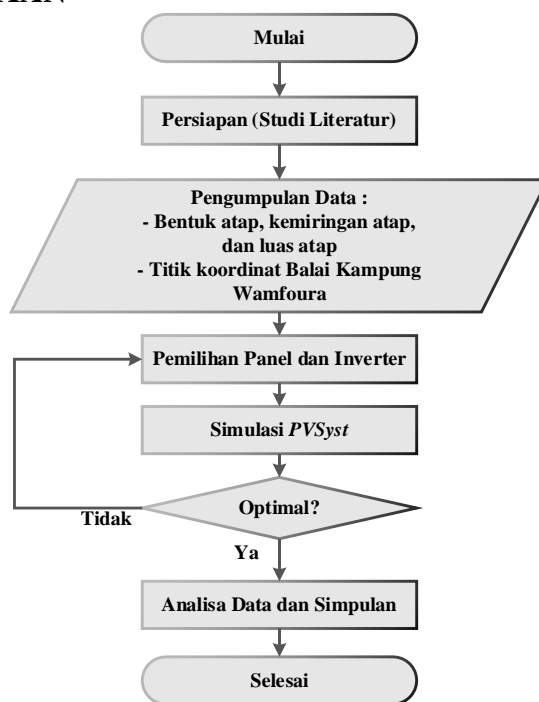 Mulai
Persiapan (Studi Literatur)
Pengumpulan Data :
- Bentuk atap, kemiringan atap,
dan luas atap
- Titik koordinat Balai Kampung
Wamfoura
Pemilihan Panel dan Inverter
Simulasi PVSyst
Optimal?
Tidak
Ya
Analisa Data dan Simpulan
Selesai